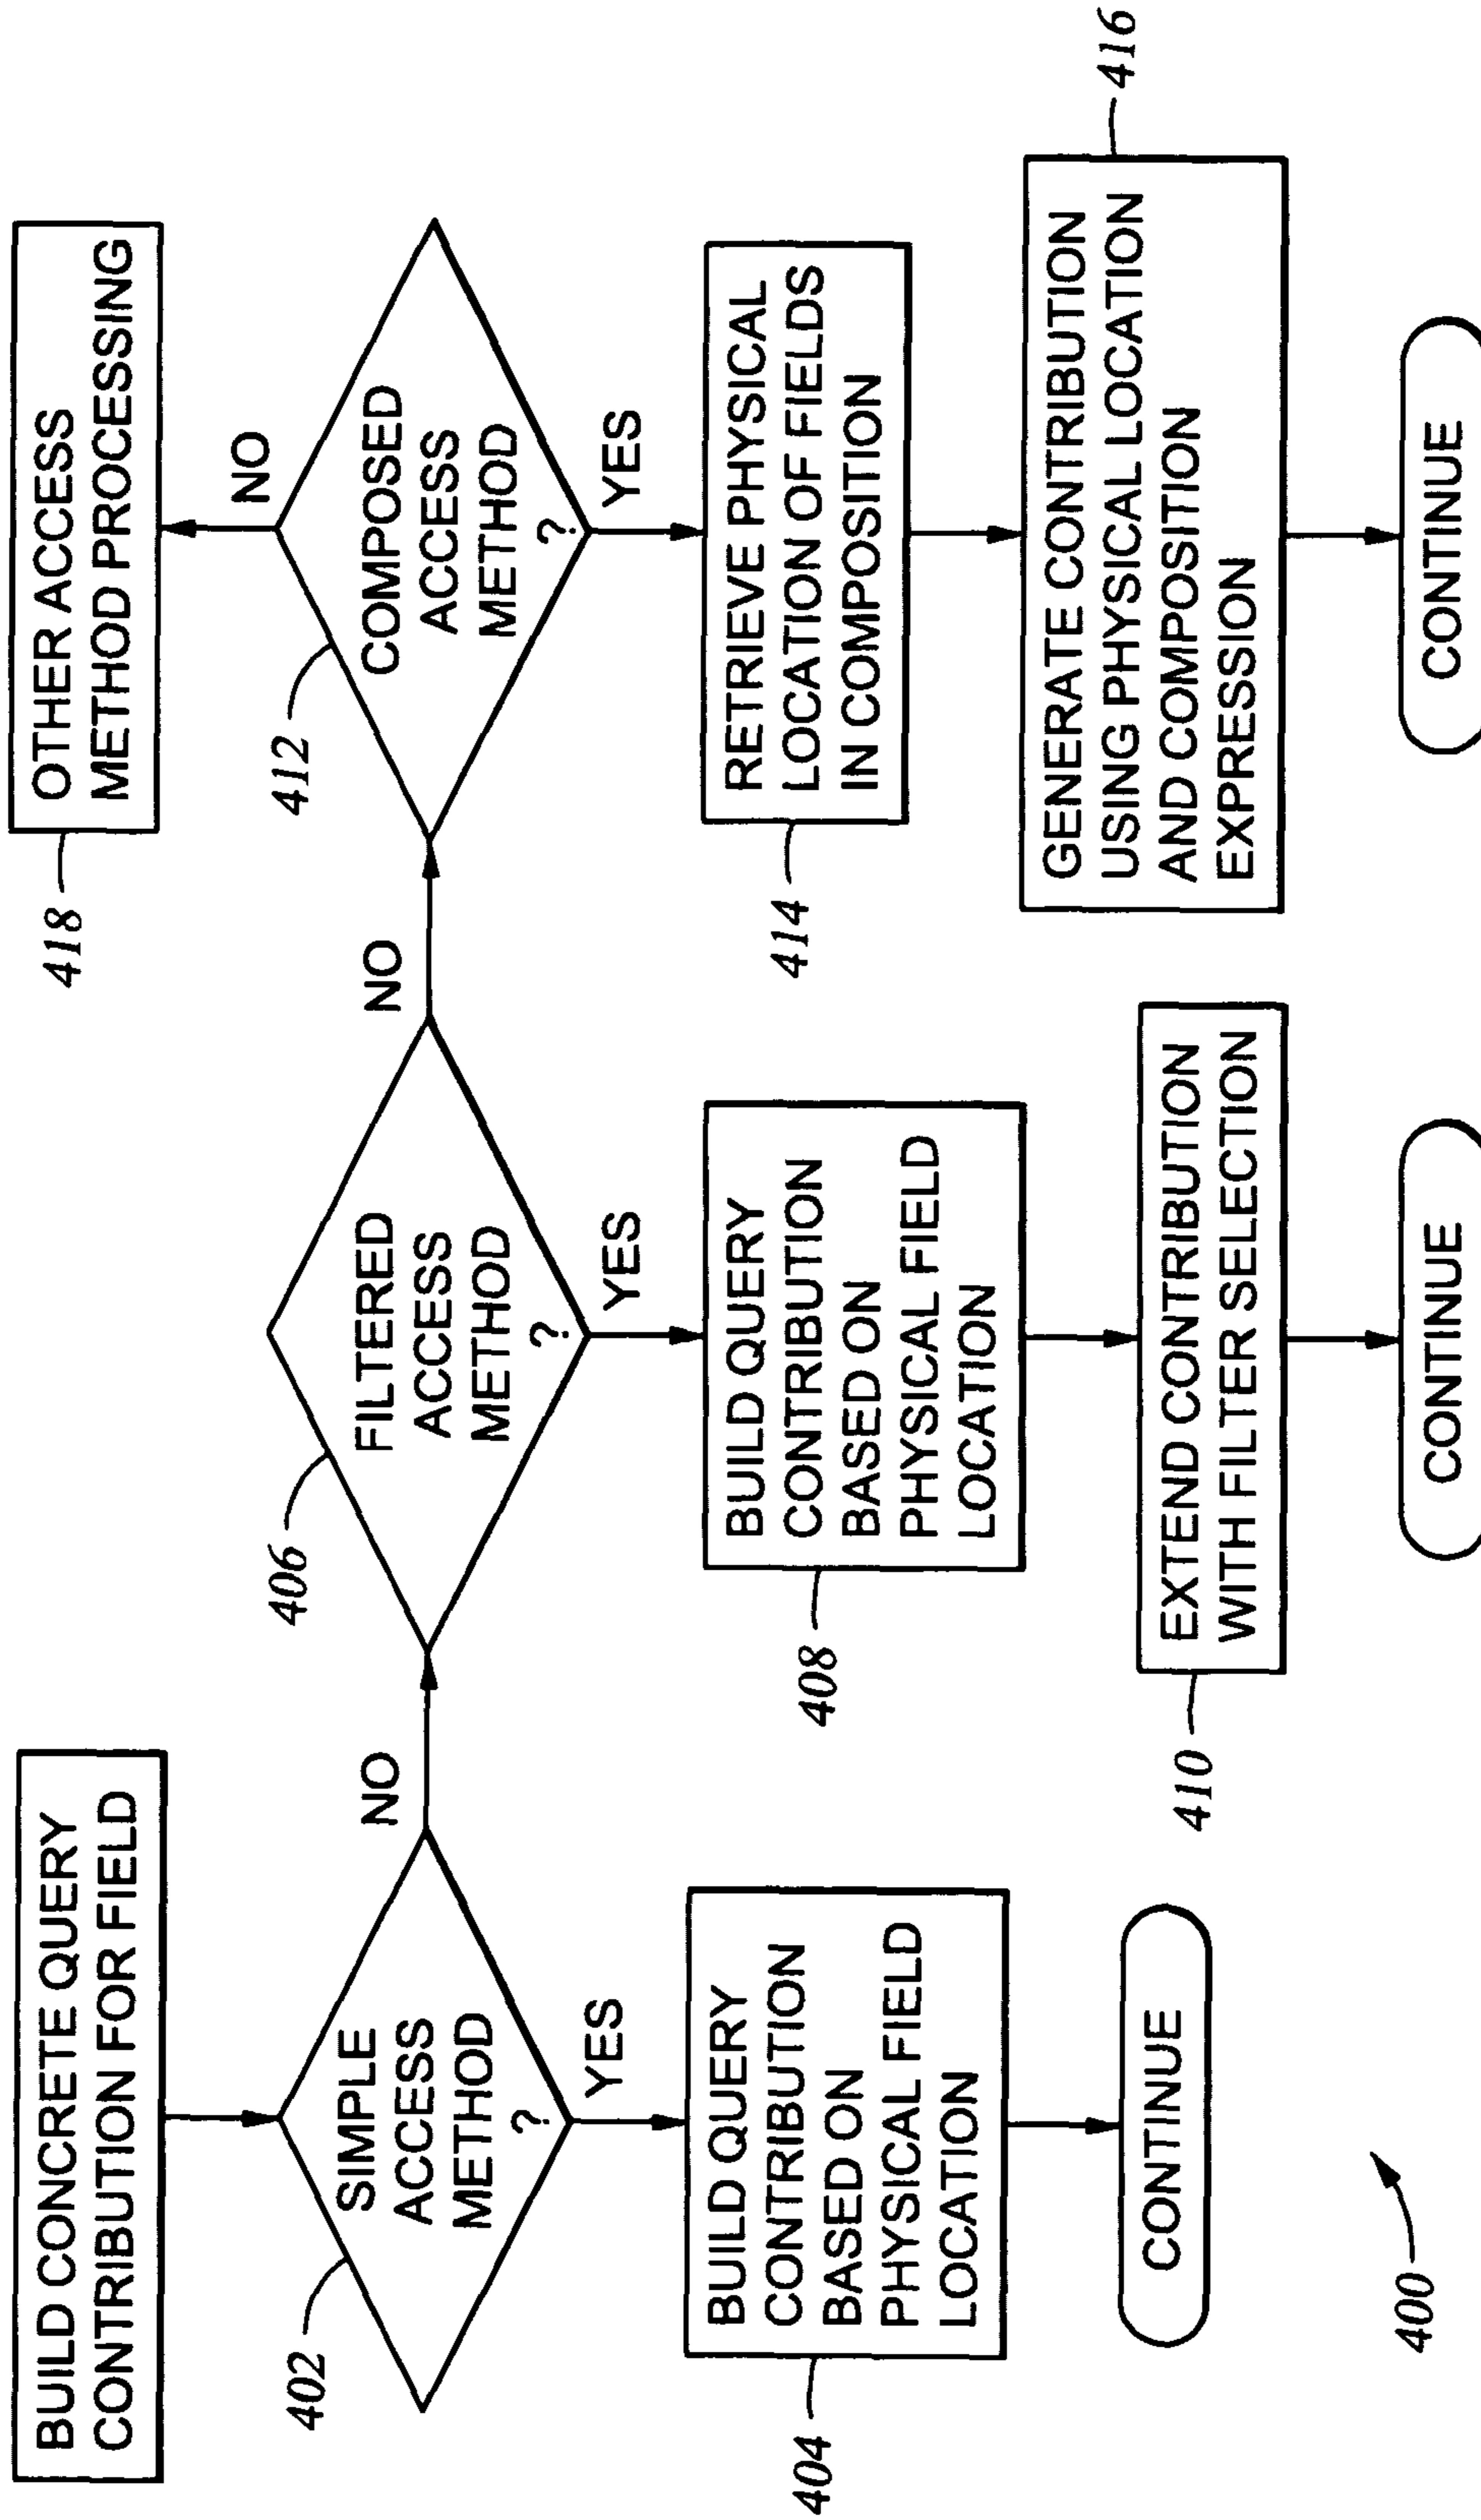 BUILD CONCRETE QUERY
CONTRIBUTION FOR FIELD
402
SIMPLE
ACCESS
METHOD
?
NO
YES
404
BUILD QUERY
CONTRIBUTION
BASED ON
PHYSICAL FIELD
LOCATION
CONTINUE
406
FILTERED
ACCESS
METHOD
?
NO
YES
408
BUILD QUERY
CONTRIBUTION
BASED ON
PHYSICAL FIELD
LOCATION
410
EXTEND CONTRIBUTION
WITH FILTER SELECTION
CONTINUE
418
OTHER ACCESS
METHOD PROCESSING
NO
412
COMPOSED
ACCESS
METHOD
?
YES
414
RETRIEVE PHYSICAL
LOCATION OF FIELDS
IN COMPOSITION
416
GENERATE CONTRIBUTION
USING PHYSICAL LOCATION
AND COMPOSITION
EXPRESSION
CONTINUE
400